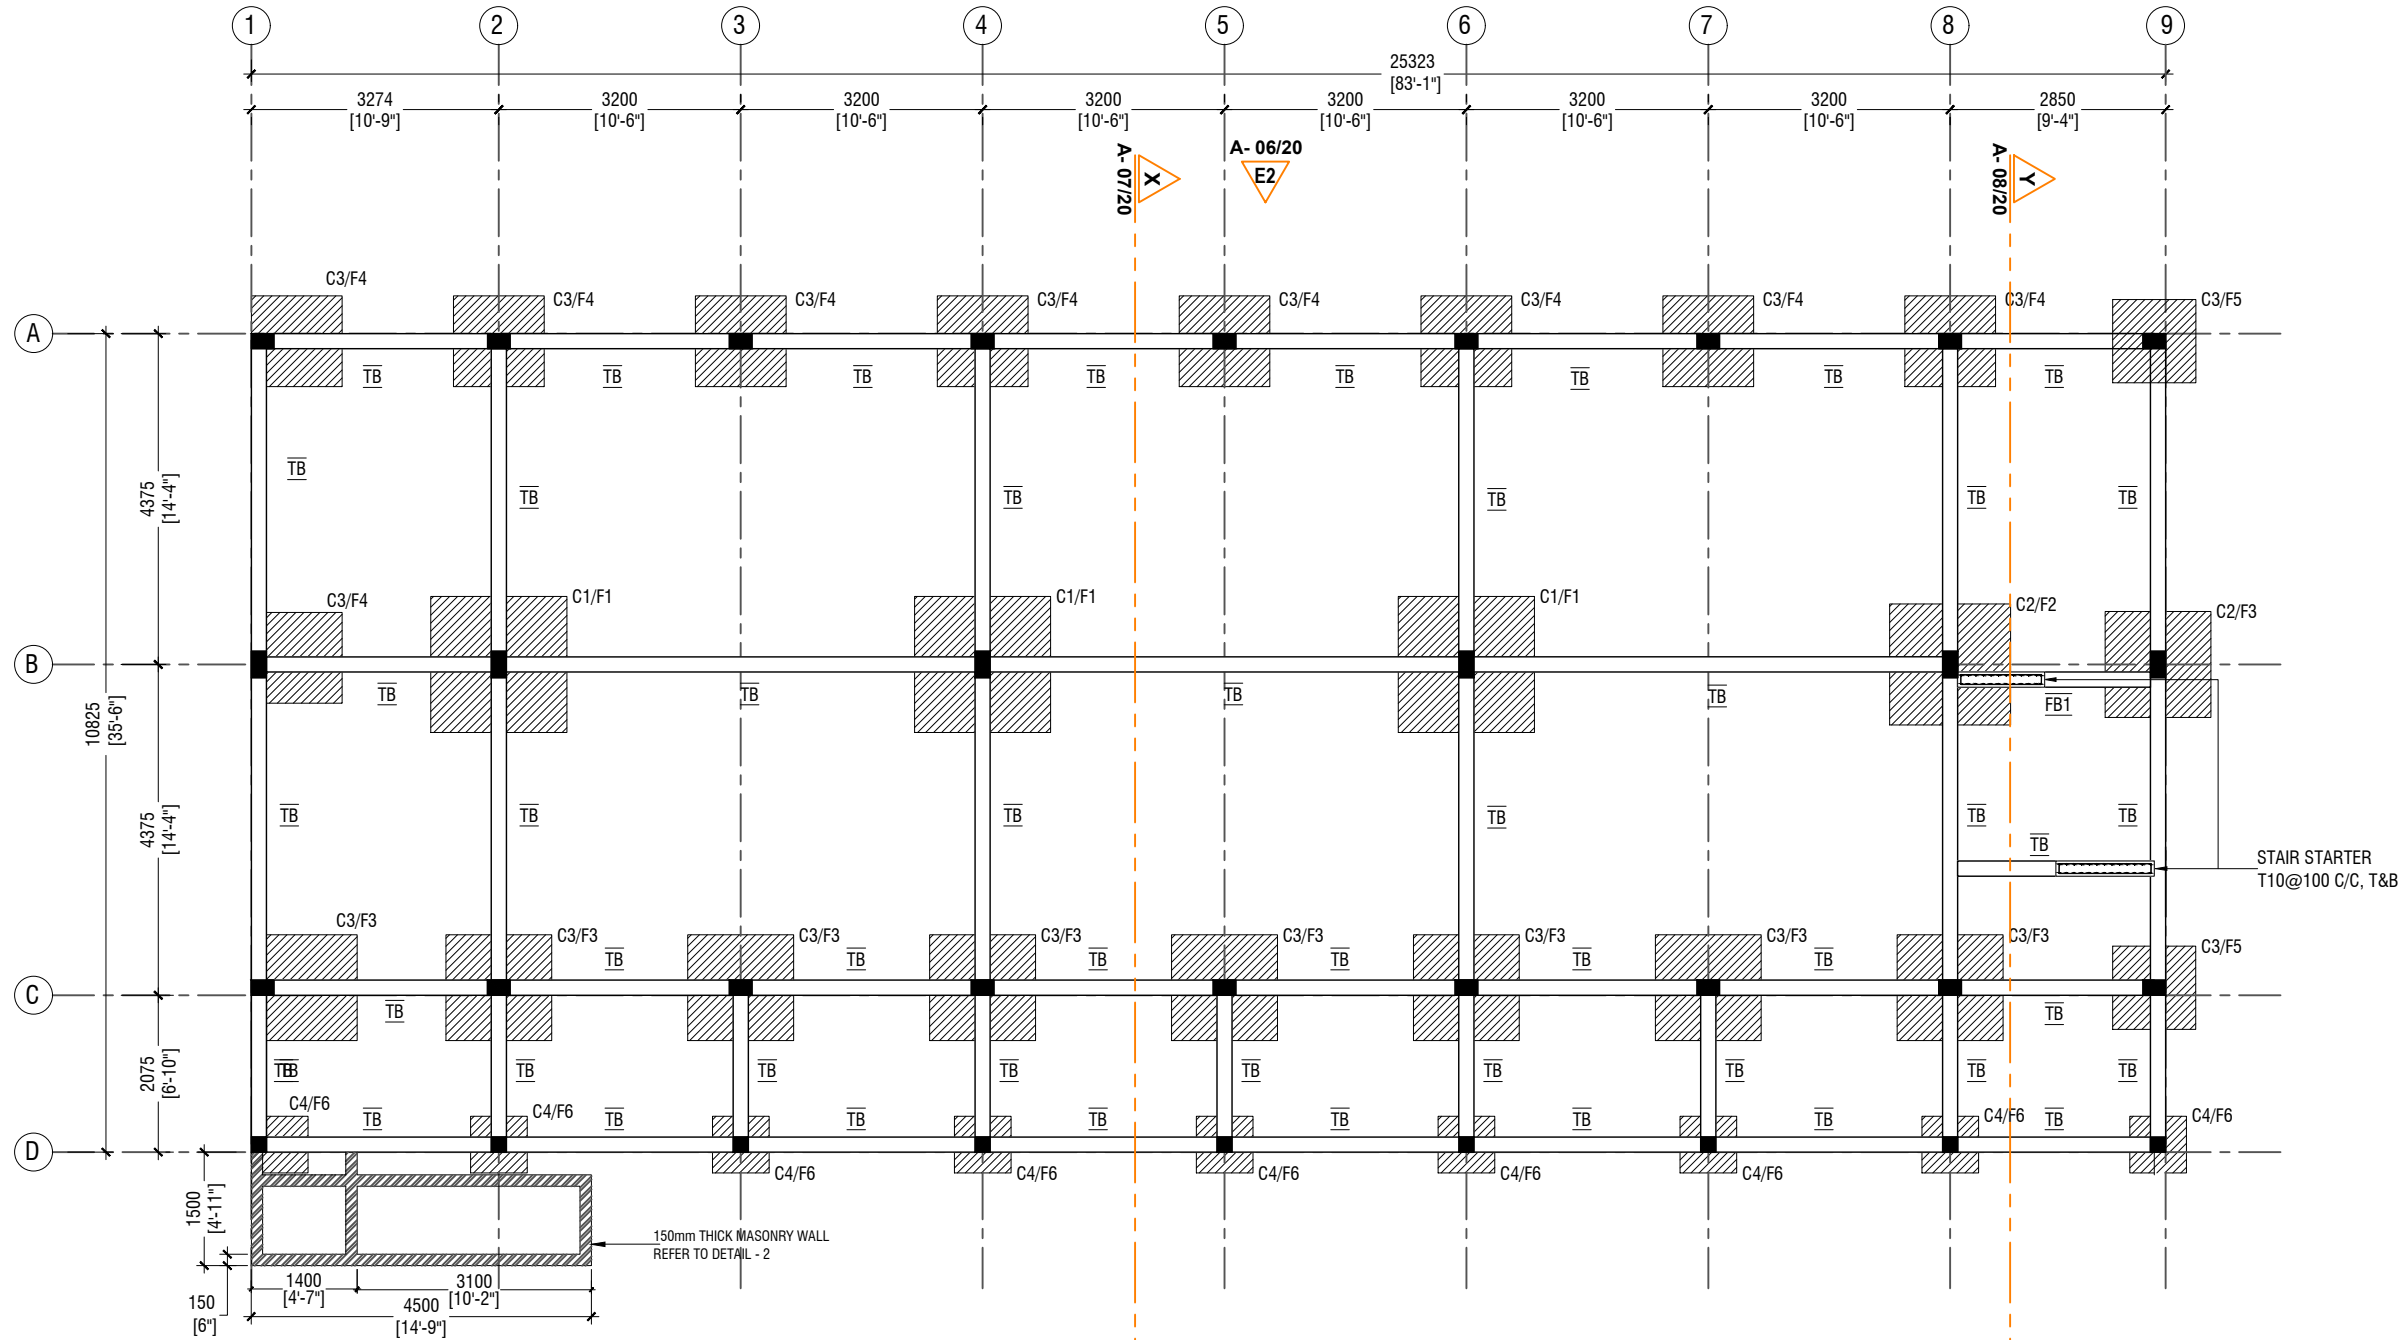 1 2 3 4 5 6 7 8 9
25323
[83'-1"]
3274 3200 3200 3200 3200 3200 3200 2850
[10'-9"] [10'-6"] [10'-6"] [10'-6"] [10'-6"] [10'-6"] [10'-6"] [9'-4"]
A- 07/20
X
A- 06/20
E2
A- 08/20
Y
C3/F4
C3/F4 C3/F4 C3/F4 C3/F4 C3/F4 C3/F4 C3/F4 C3/F5
A
TB TB TB TB TB TB TB TB
TB
TB TB TB TB TB
4375
[14'-4"]
C3/F4 C1/F1 C1/F1 C1/F1 C2/F2 C2/F3
B
TB TB TB TB FB1
10825
[35'-6"]
4375
[14'-4"]
TB TB TB TB TB TB
TB
STAIR STARTER
T10@100 C/C, T&B
C3/F3 C3/F3 C3/F3 C3/F3 C3/F3 C3/F3 C3/F3 C3/F5
TB TB TB TB TB TB
C
TB TB
2075
[6'-10"]
TB TB TB TB TB TB TB TB TB TB
C4/F6 C4/F6 C4/F6 C4/F6
TB TB TB TB TB TB TB TB
D
C4/F6 C4/F6 C4/F6 C4/F6 C4/F6
1500
[4'-11"]
150mm THICK MASONRY WALL
REFER TO DETAIL - 2
1400 3100
[4'-7"] [10'-2"]
150
[6"]
4500
[14'-9"]